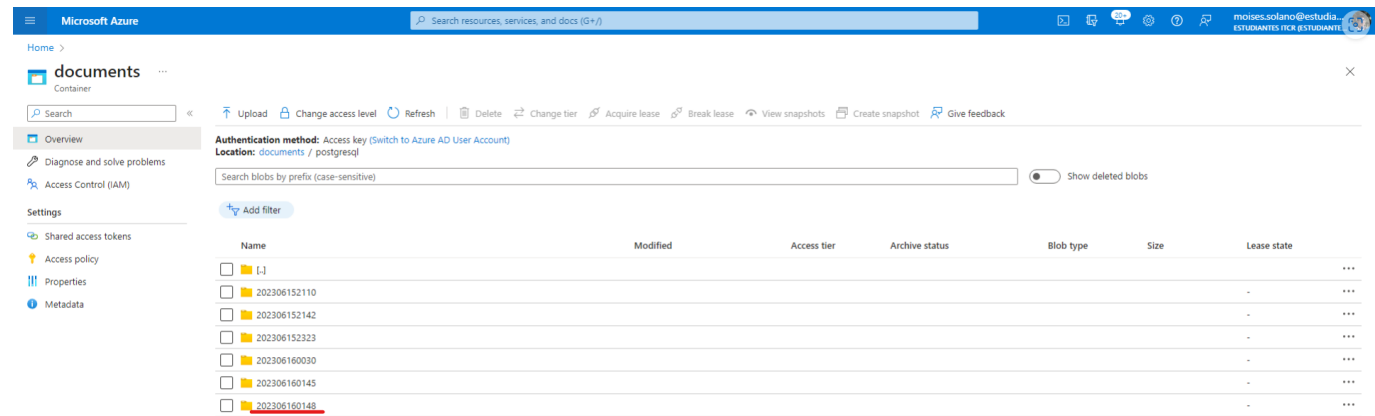 Microsoft Azure
Search resources, services, and docs (G+/)
20+
moises.solano@estudia...
ESTUDIANTES ITCR (ESTUDIANTE
Home >
documents ...
Container
Search
«
Upload Change access level Refresh Delete Change tier Acquire lease Break lease View snapshots Create snapshot Give feedback
Overview
Diagnose and solve problems
Access Control (IAM)
Settings
Shared access tokens
Access policy
Properties
Metadata
Authentication method: Access key (Switch to Azure AD User Account)
Location: documents / postgresql
Search blobs by prefix (case-sensitive)
Show deleted blobs
Add filter
Name Modified Access tier Archive status Blob type Size Lease state
[..] ...
202306152110 - ...
202306152142 - ...
202306152323 - ...
202306160030 - ...
202306160145 - ...
202306160148 - ...